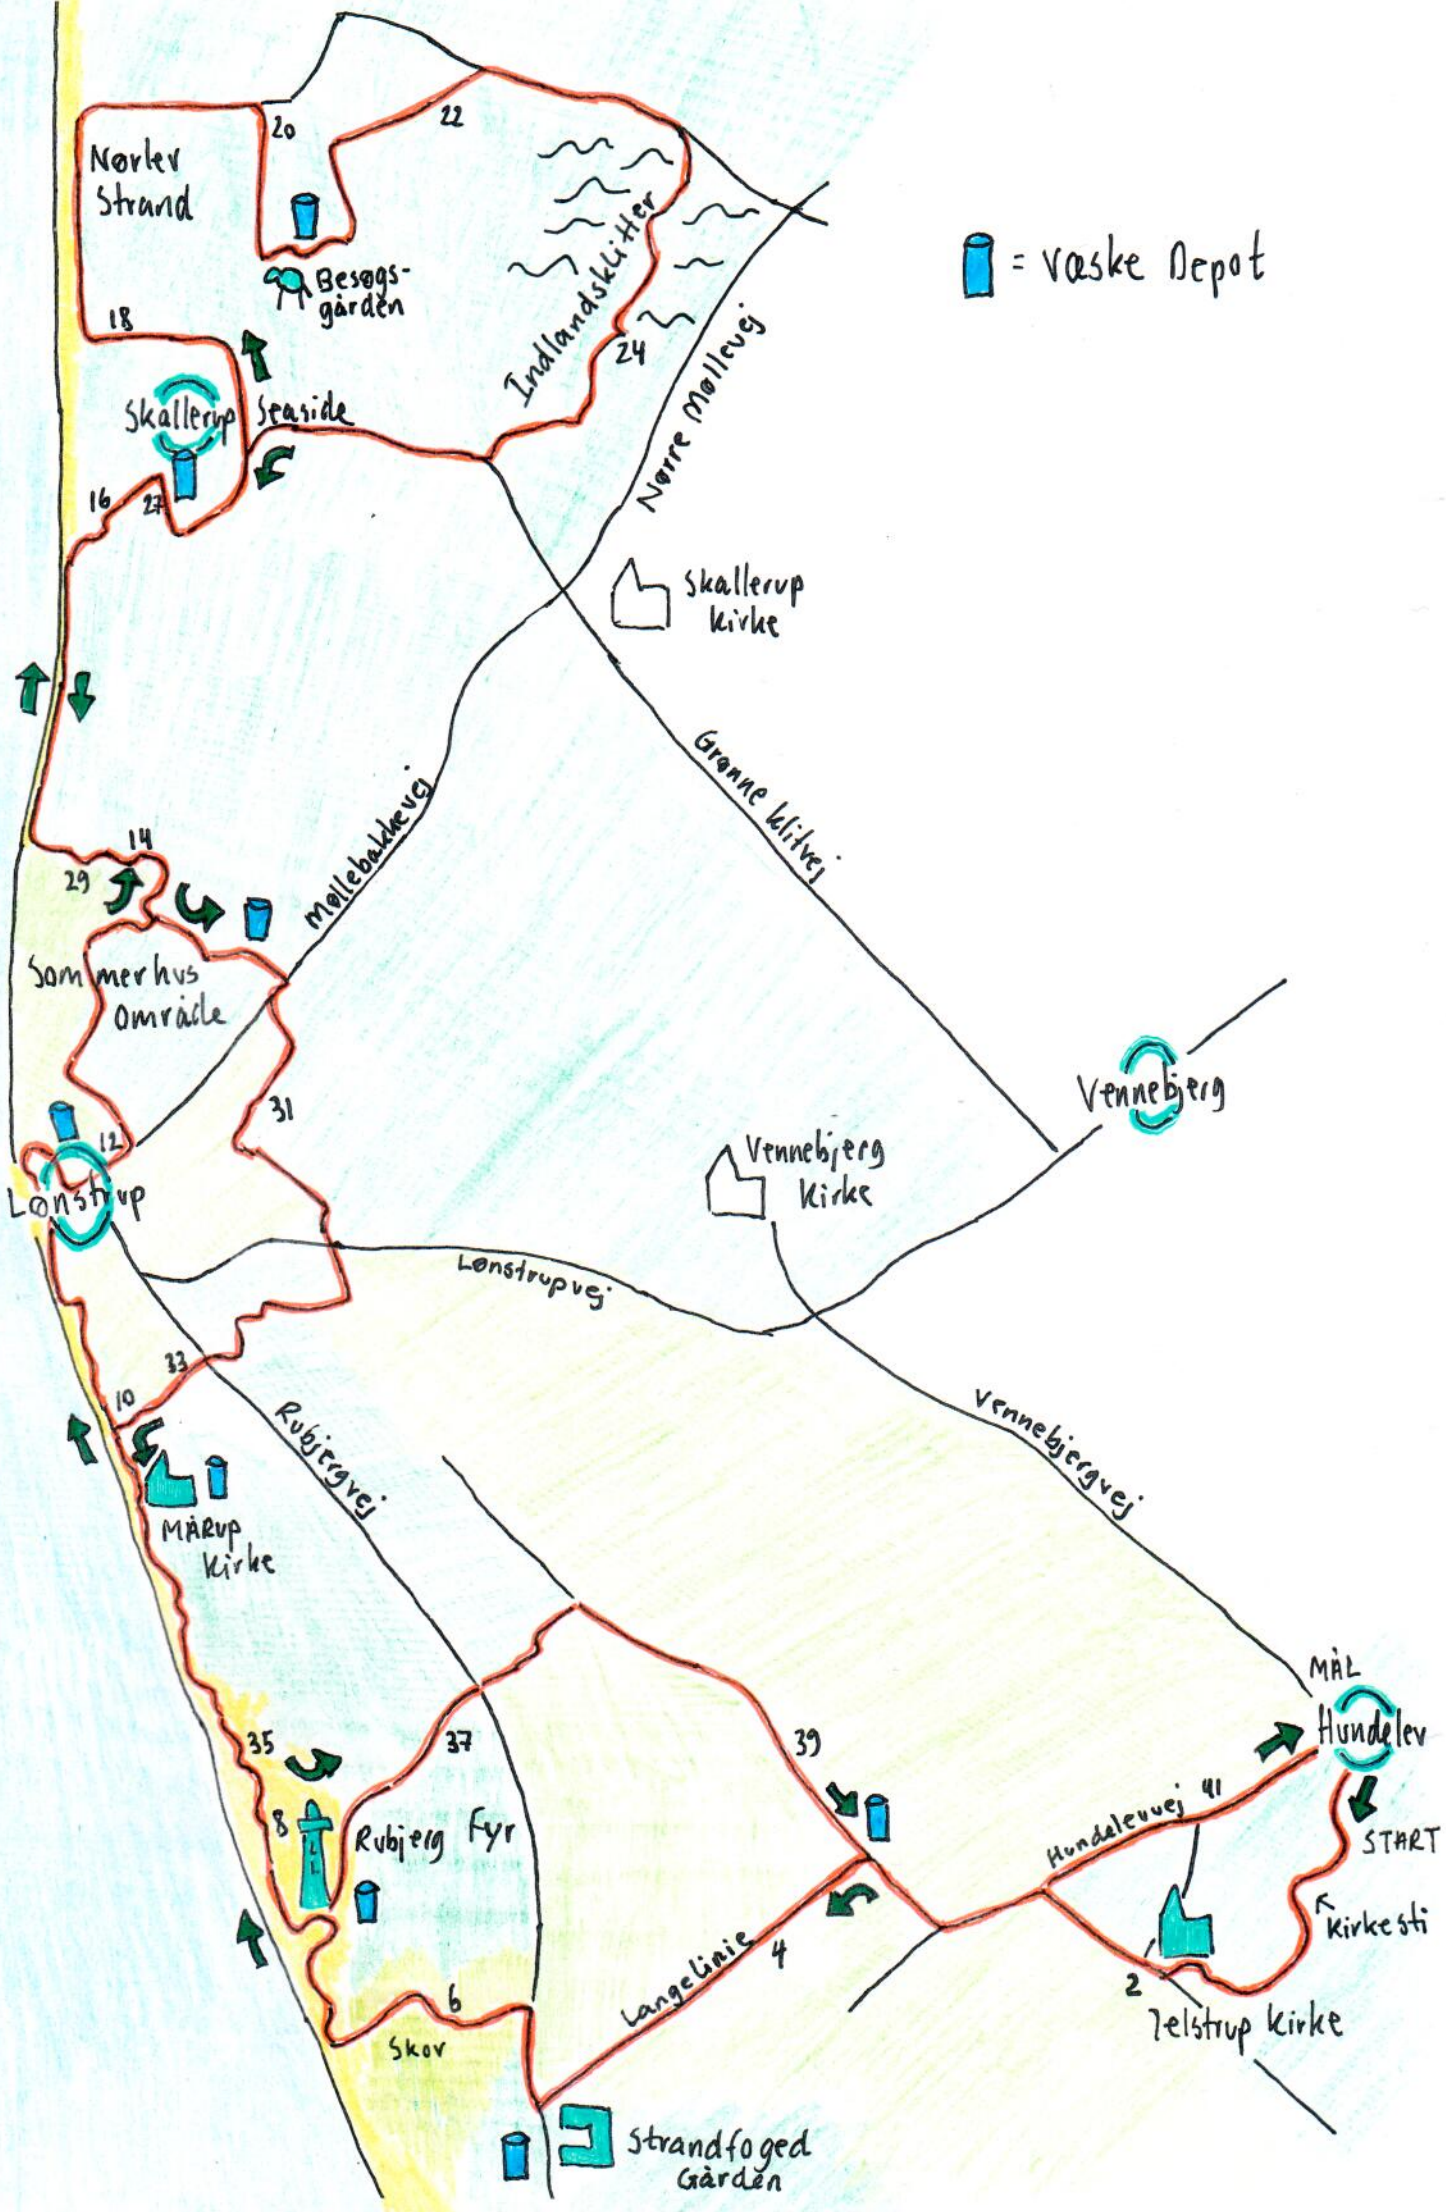 20
22
Nørlev
Strand
Besøgs-
gården
Indlandsklitter
= Væske Depot
18
24
Skallerup Seaside
Nørre Møllevej
16
27
Skallerup
Kirke
Grønne Klitvej
14
29
Møllebakkevej
Sommerhus
Område
31
Vennebjerg
12
Lønstrup
Vennebjerg
Kirke
Lønstrupvej
33
10
Rubjergvej
Vennebjergvej
MÅRUP
Kirke
MÅL
Hundelev
35
37
39
41
8
Rubjerg Fyr
Hundelevvej
START
Kirkesti
4
Langelinie
2
Jelstrup Kirke
6
Skov
Strandfoged
Gården